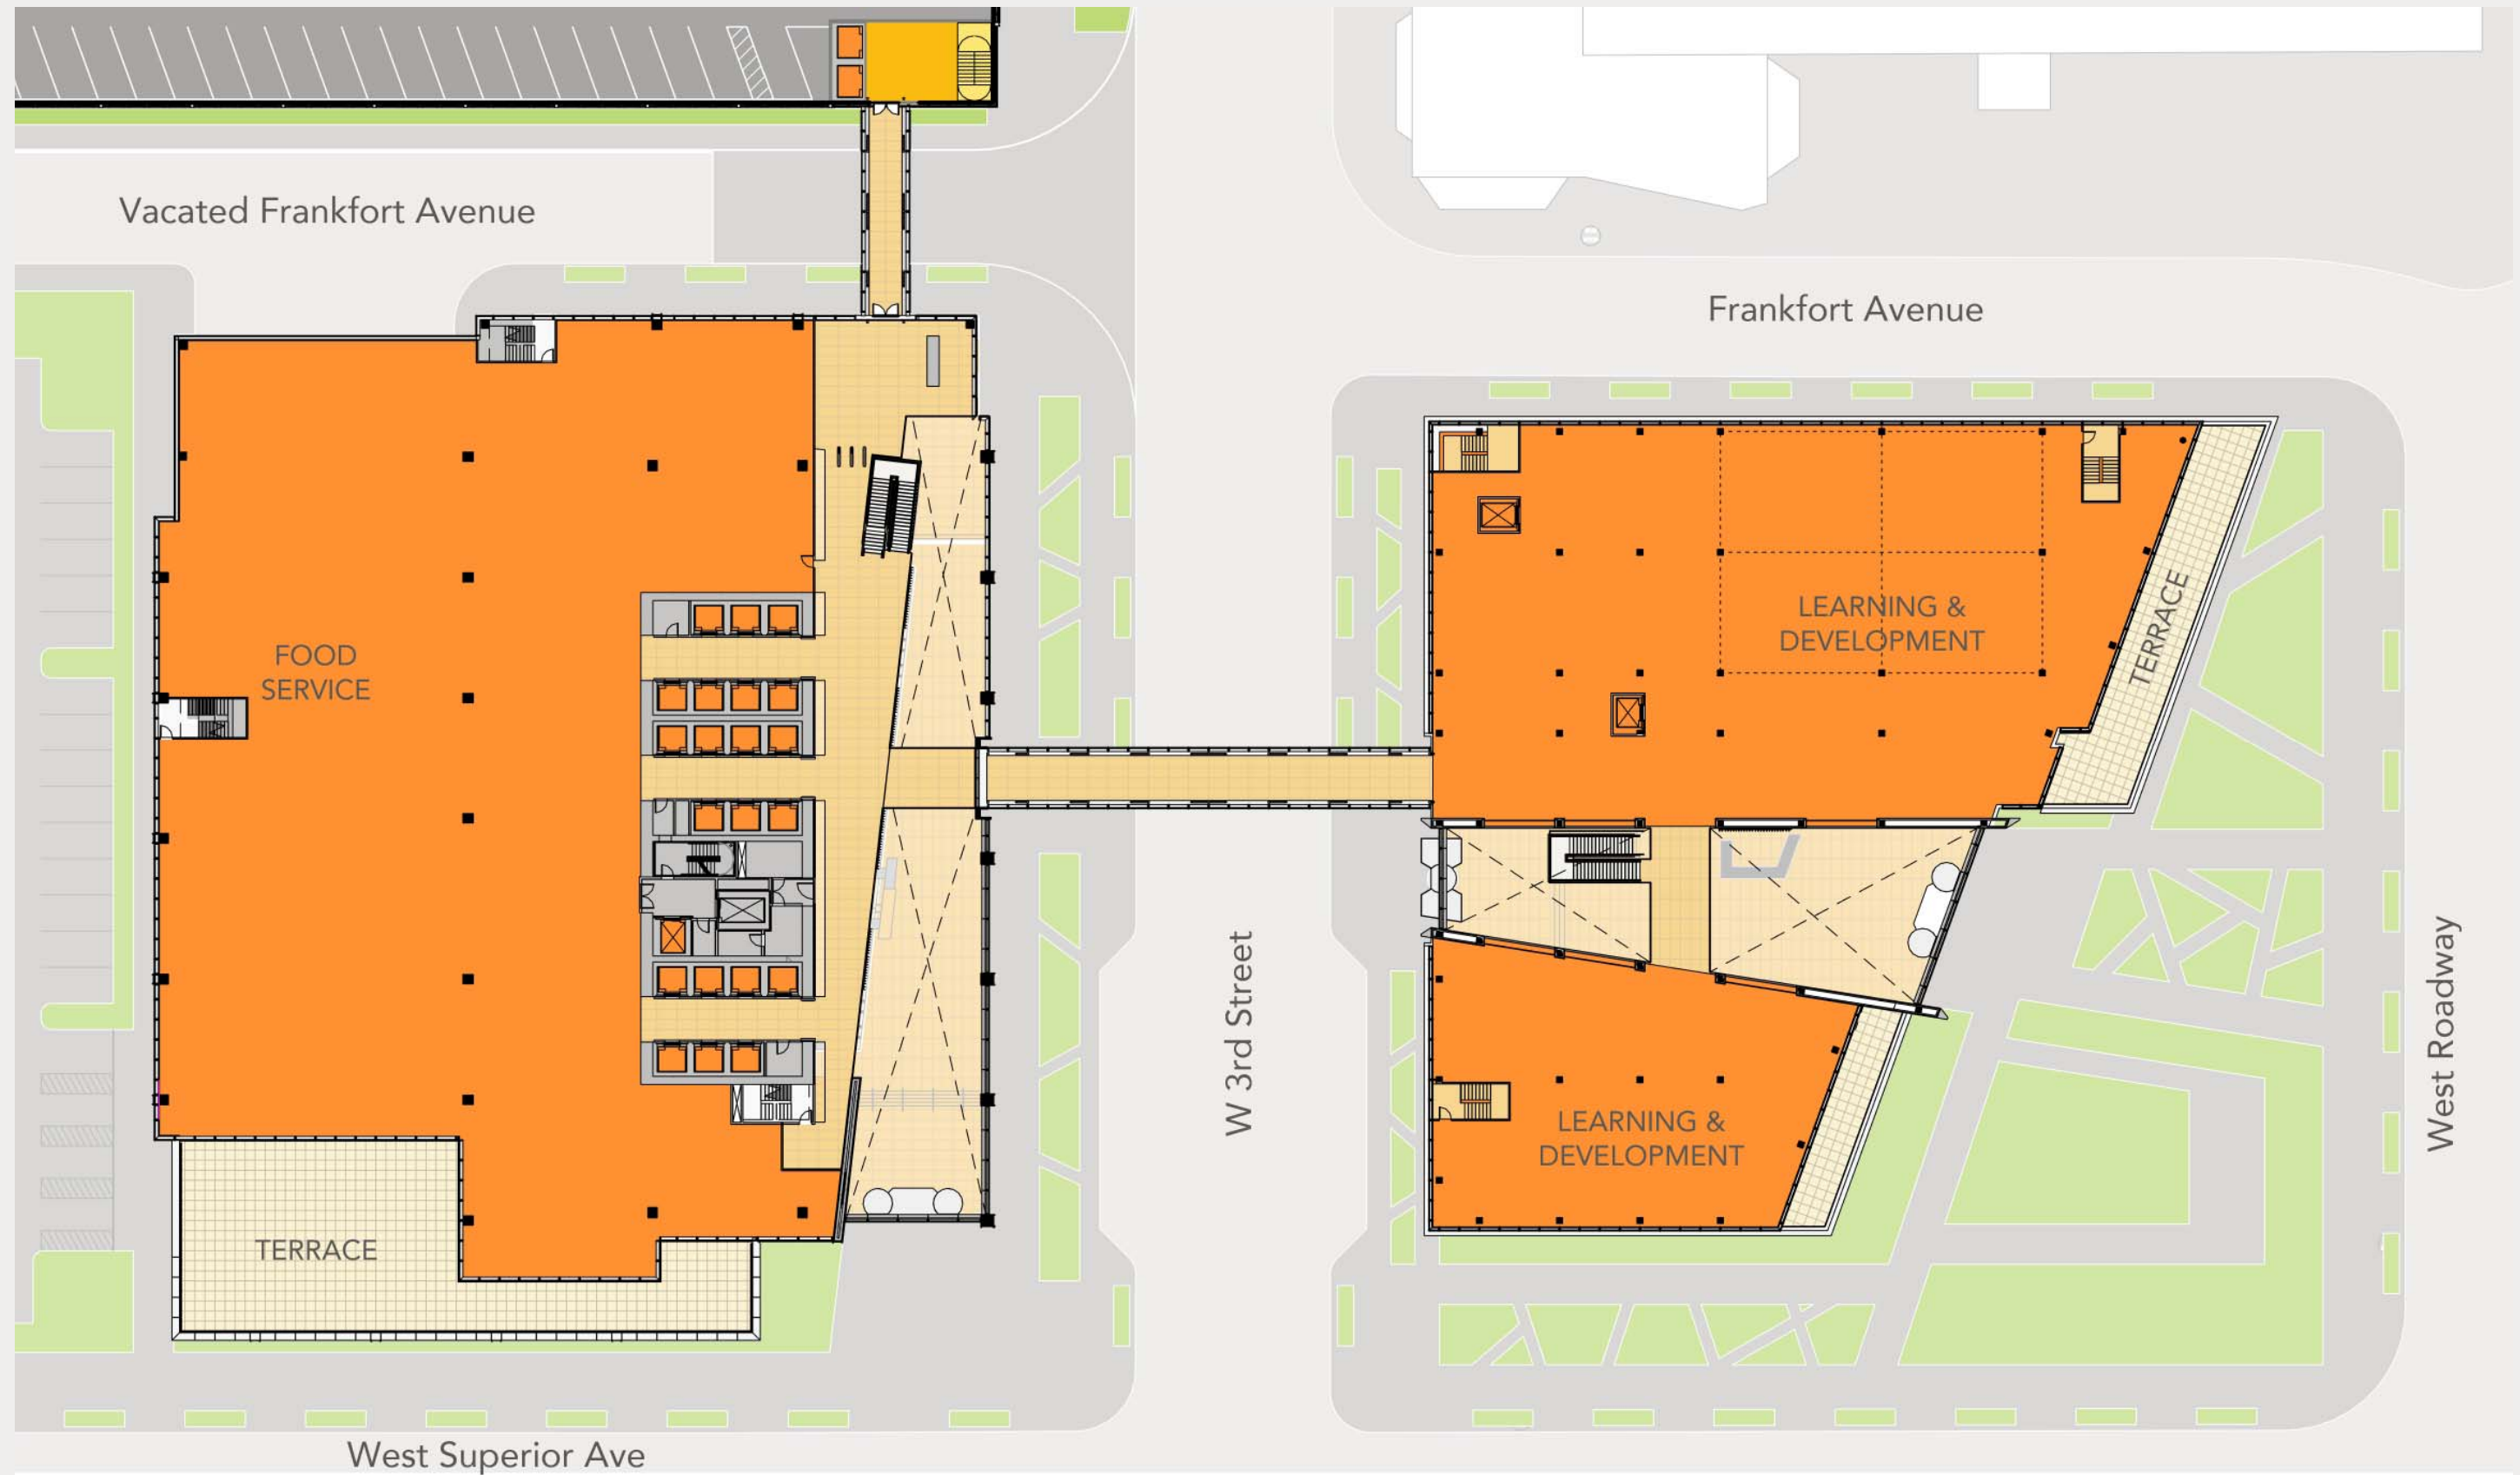 Vacated Frankfort Avenue
Frankfort Avenue
FOOD
SERVICE
LEARNING &
DEVELOPMENT
TERRACE
W 3rd Street
West Roadway
LEARNING &
DEVELOPMENT
TERRACE
West Superior Ave